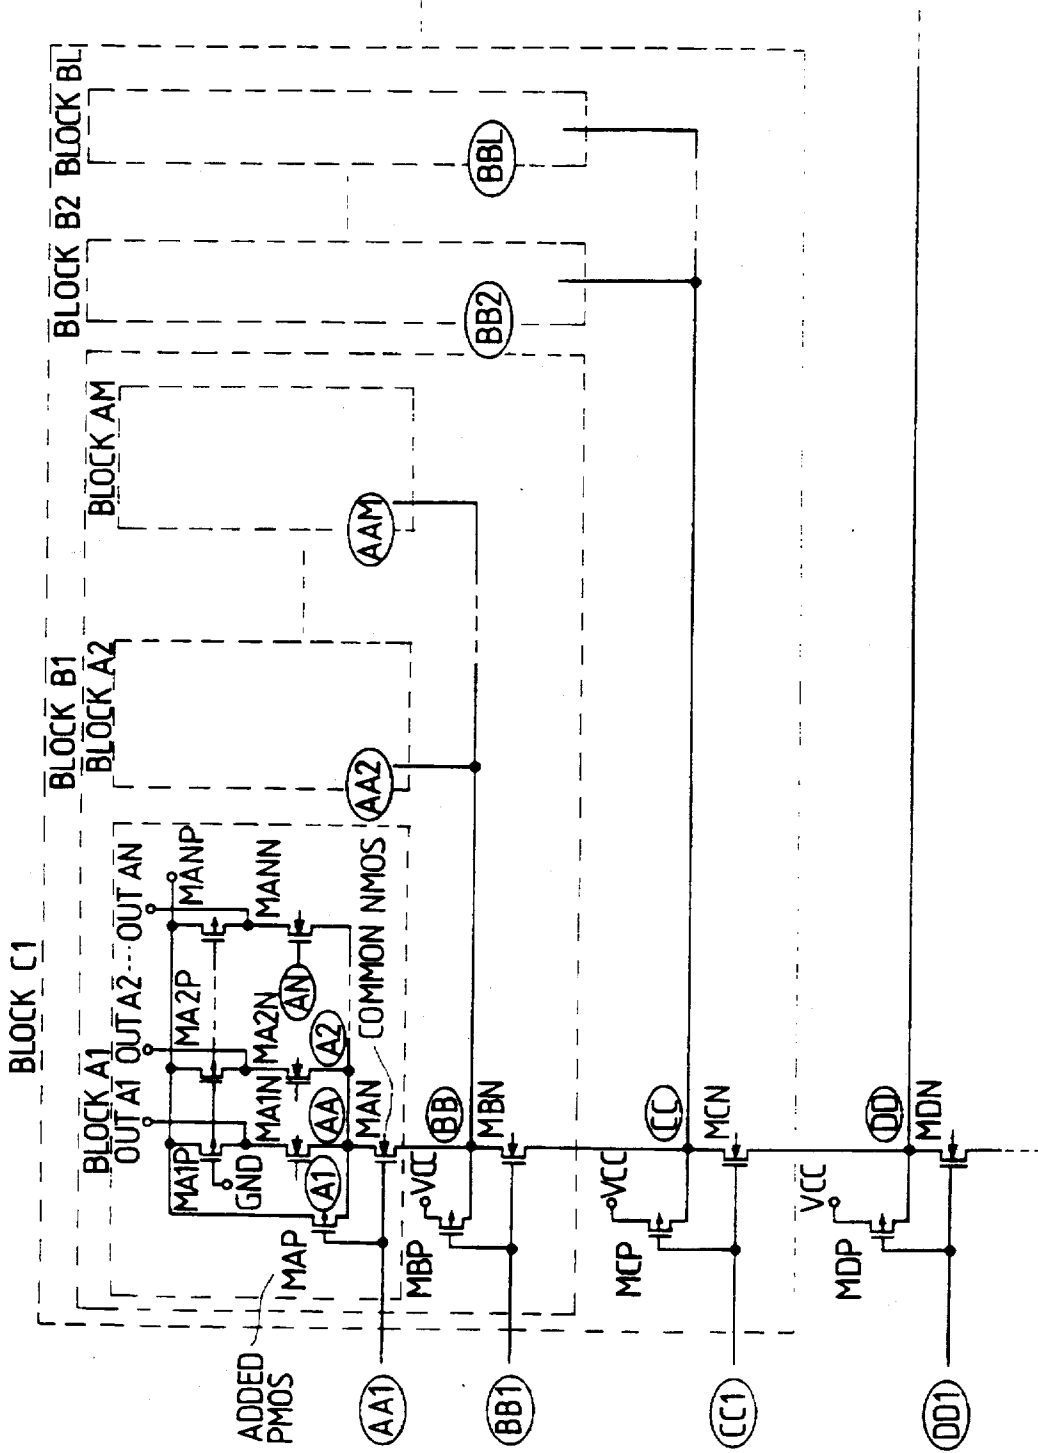 BLOCK C1
BLOCK B1
BLOCK B2
BLOCK BL
BLOCK A1
BLOCK A2
BLOCK AM
OUT A1
OUT A2
OUT AN
MA1P
MA2P
MANP
GND
MA1N
MA2N
MANN
A1
AA
A2
AN
MAP
MAN
COMMON NMOS
ADDED
PMOS
AA1
AA2
AAM
VCC
BB
MBP
MBN
BB1
BB2
BBL
VCC
CC
MCP
MCN
CC1
VCC
DD
MDP
MDN
DD1